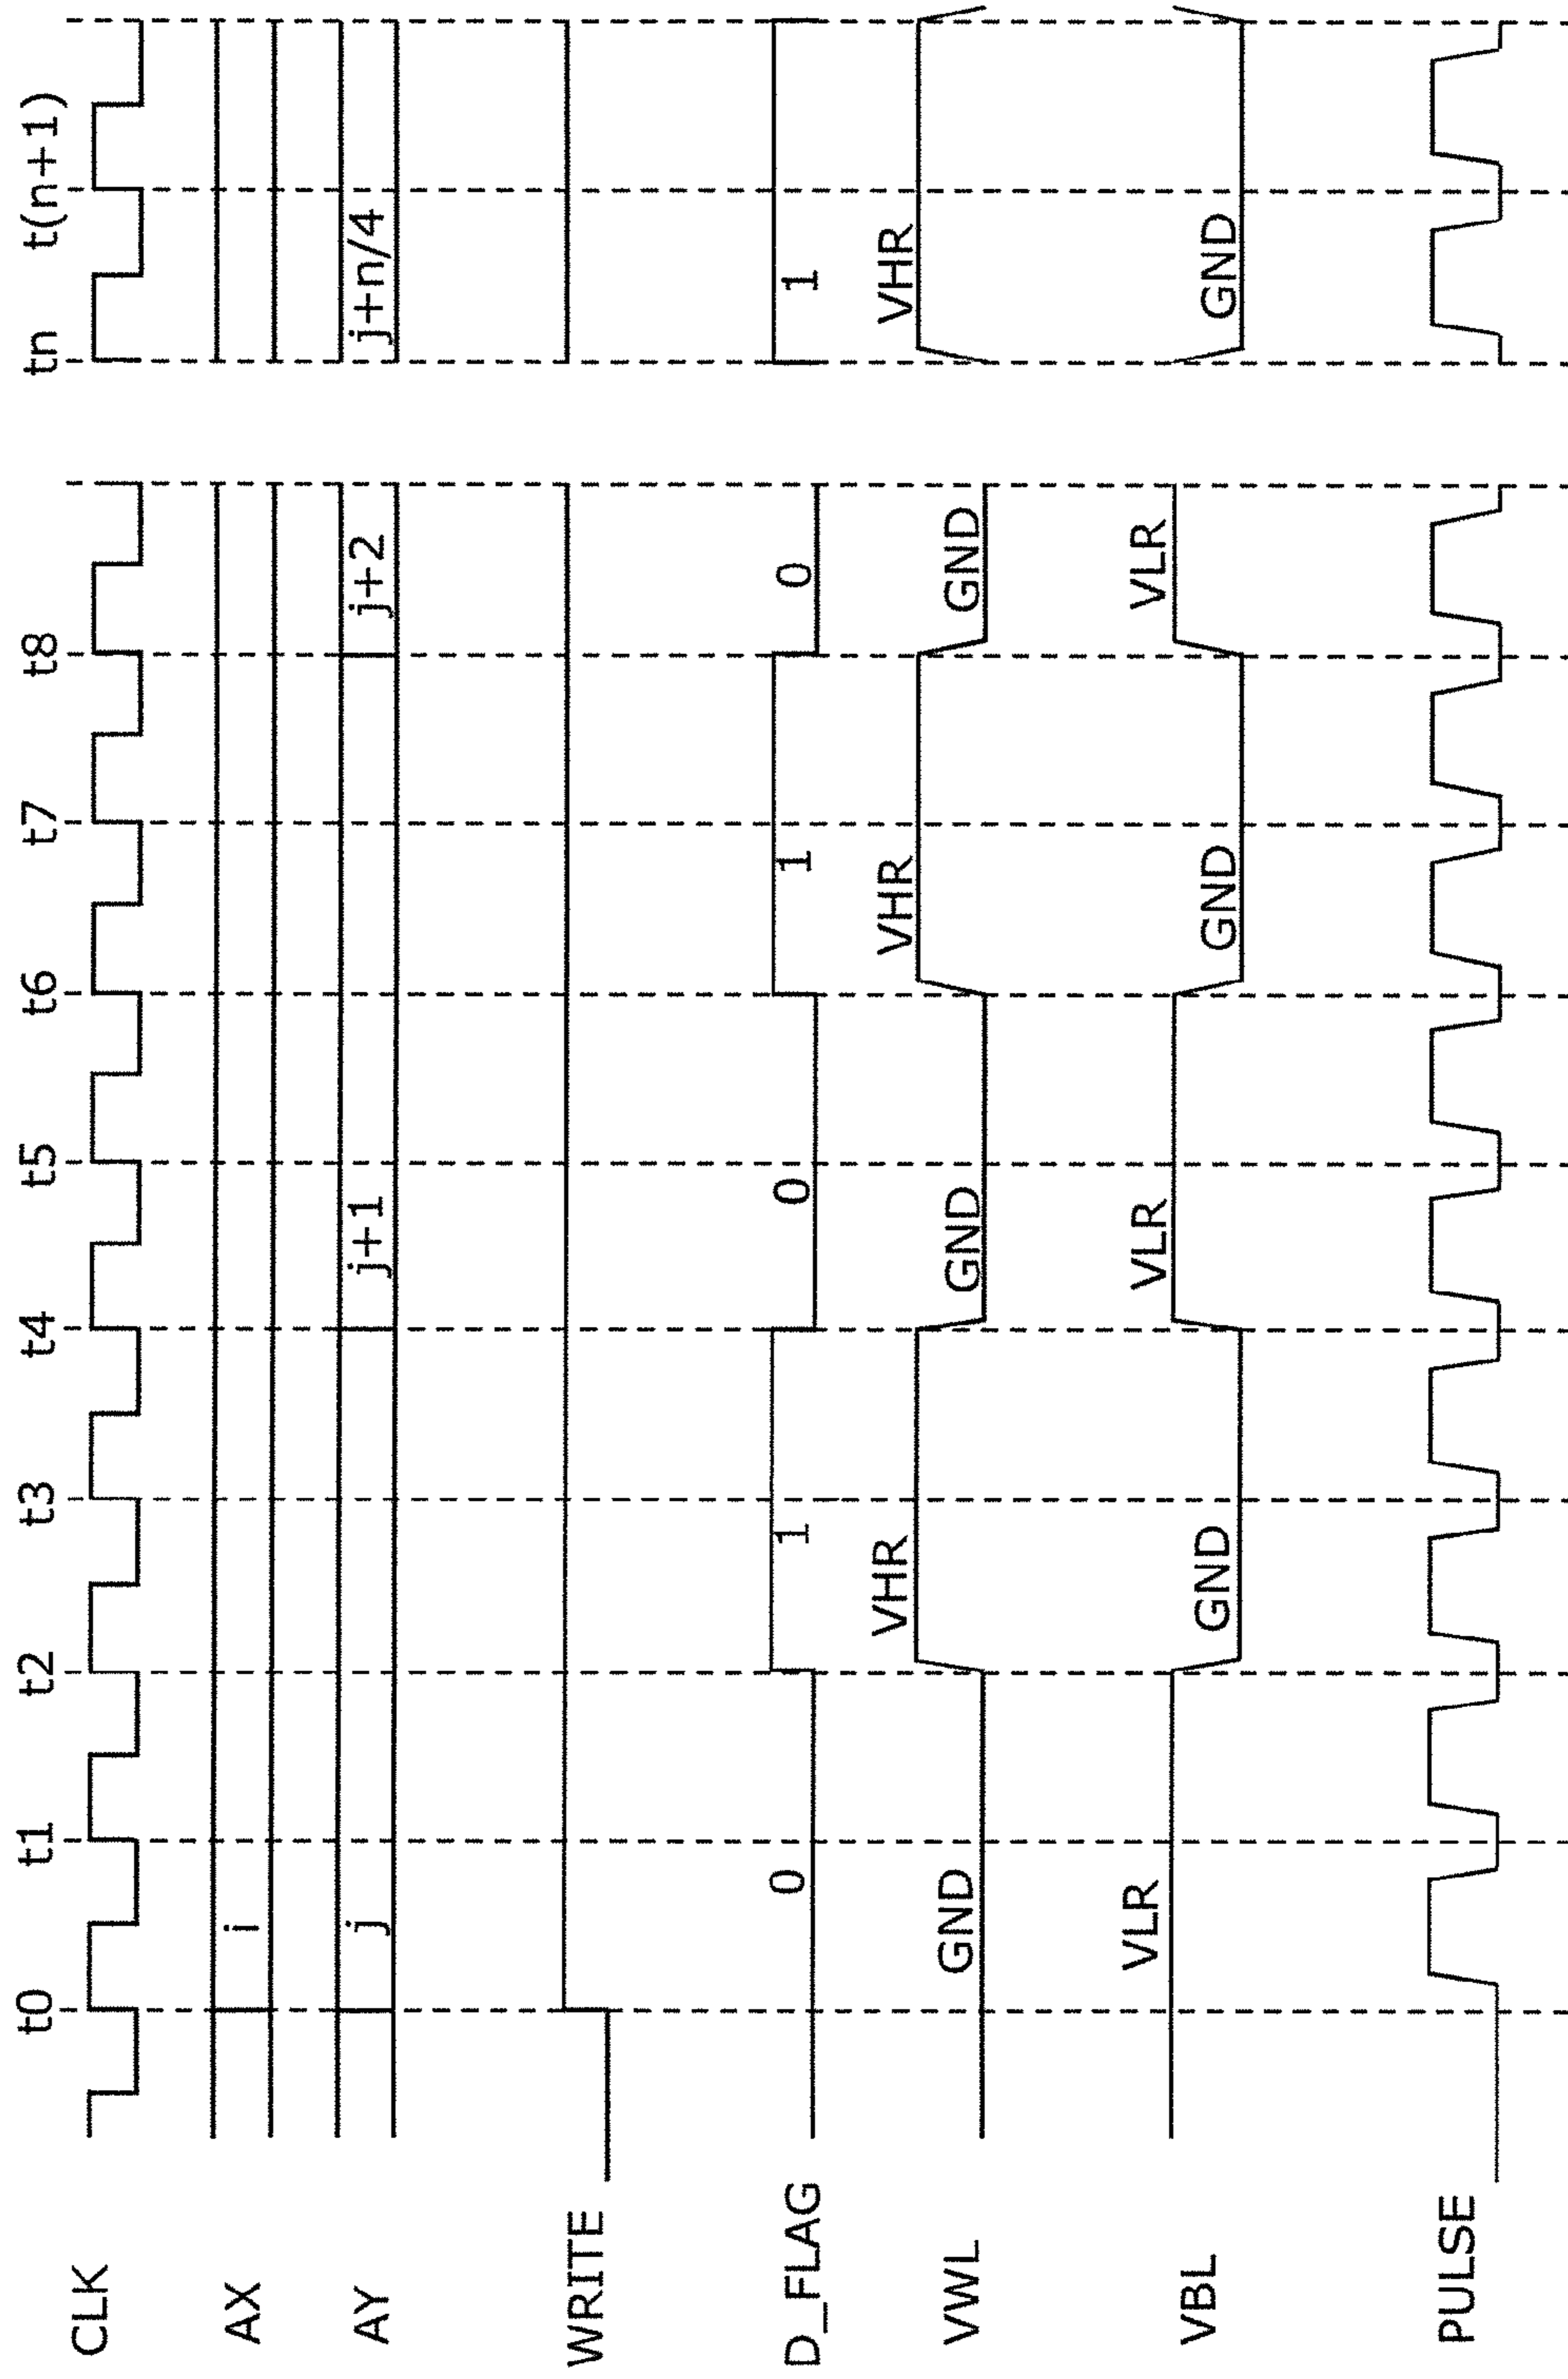 t0 t1 t2 t3 t4 t5 t6 t7 t8 tn t(n+1)
CLK
AX i
AY j j+1 j+2 j+n/4
WRITE
D_FLAG 0 1 0 1 0 1
VWL GND VHR GND VHR GND VHR
VBL VLR GND VLR GND VLR GND
PULSE